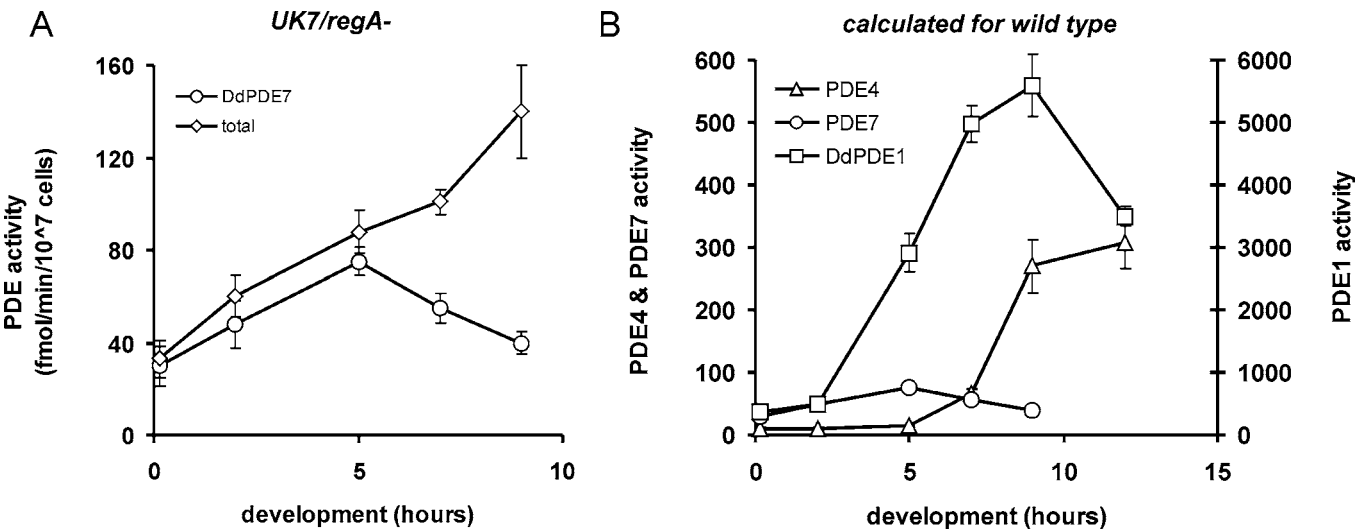 A
UK7/regA-
PDE activity
(fmol/min/10^7 cells)
160
120
80
40
0
DdPDE7
total
0
5
10
development (hours)
B
calculated for wild type
PDE4 & PDE7 activity
600
500
400
300
200
100
0
PDE4
PDE7
DdPDE1
6000
5000
4000
3000
2000
1000
0
PDE1 activity
0
5
10
15
development (hours)